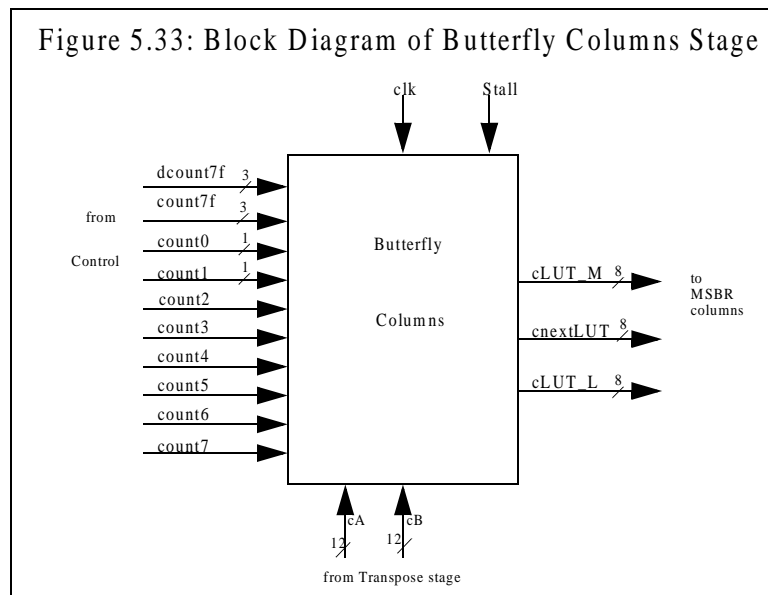 Figure 5.33: Block Diagram of Butterfly Columns Stage
clk
Stall
dcount7f 3
count7f 3
from
Control
count0 1
count1 1
count2
count3
count4
count5
count6
count7
Butterfly
Columns
cLUT_M 8
cnextLUT 8
cLUT_L 8
to
MSBR
columns
cA
cB
12
12
from Transpose stage